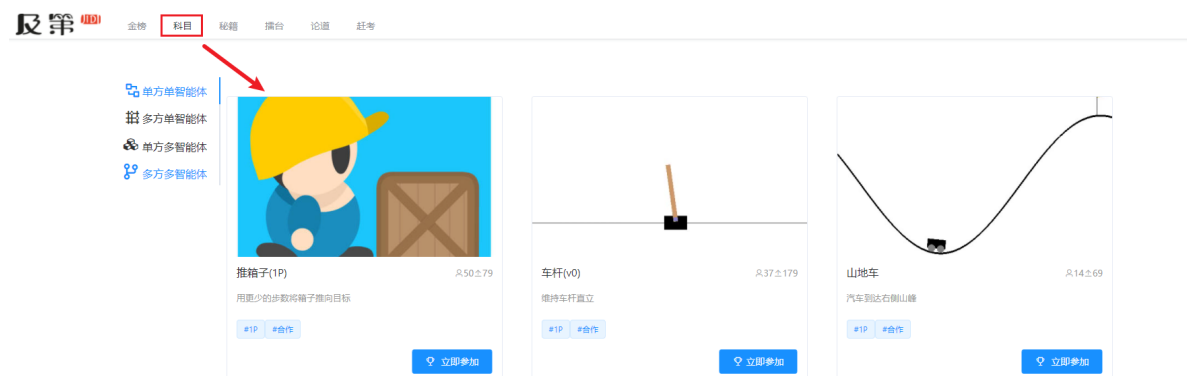 及第 JIDI
金榜 科目 秘籍 擂台 论道 赶考
单方单智能体
多方单智能体
单方多智能体
多方多智能体
推箱子(1P) 50 79
用更少的步数将箱子推向目标
#1P #合作
立即参加
车杆(v0) 37 179
维持车杆直立
#1P #合作
立即参加
山地车 14 69
汽车到达右侧山峰
#1P #合作
立即参加